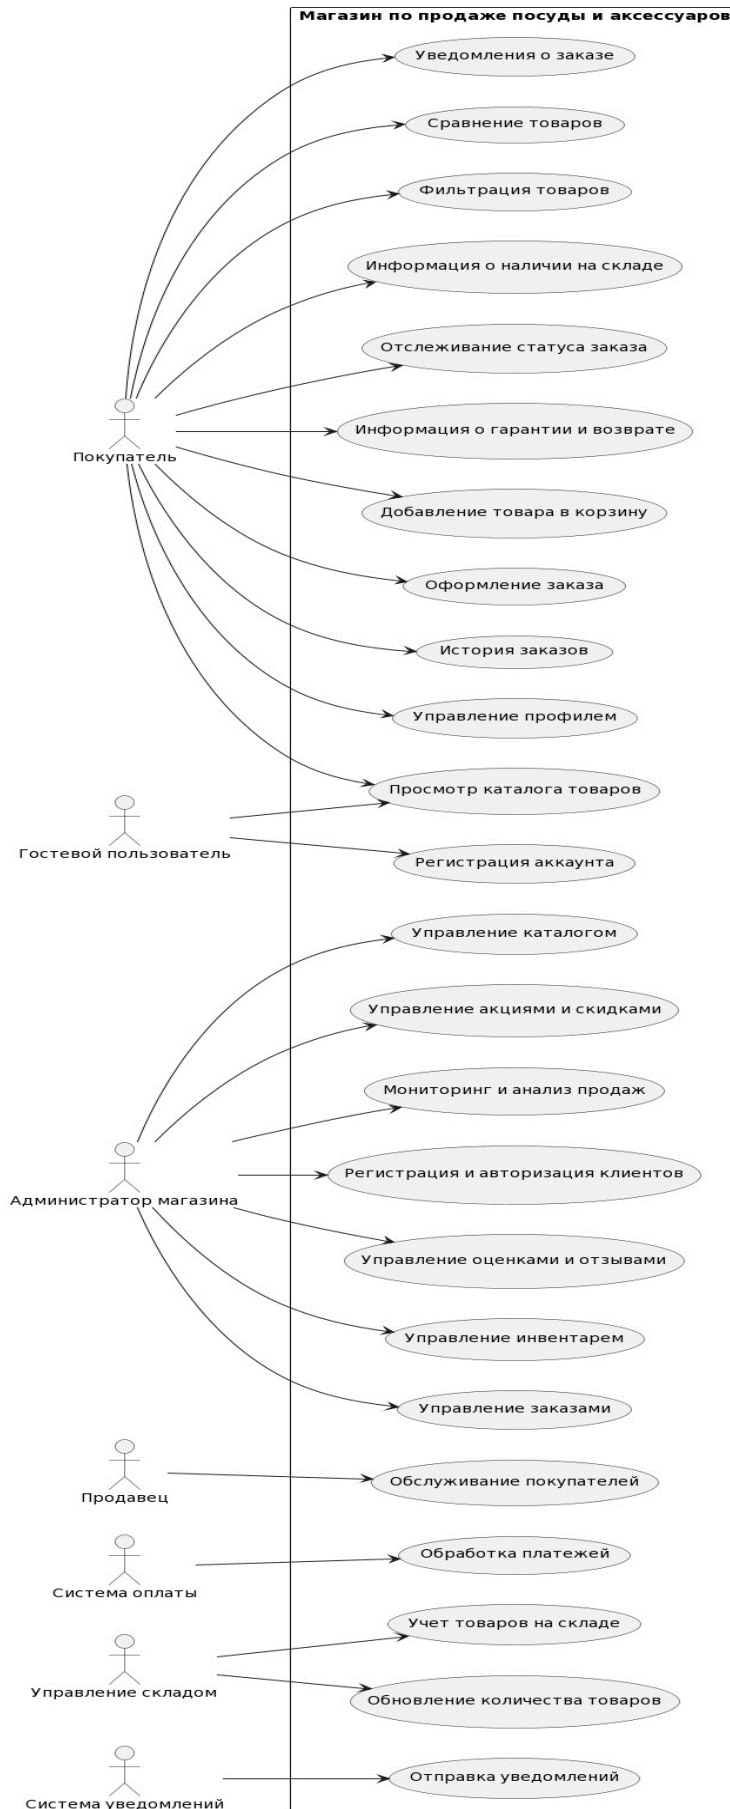 Магазин по продаже посуды и аксессуаров
Уведомления о заказе
Сравнение товаров
Фильтрация товаров
Информация о наличии на складе
Отслеживание статуса заказа
Информация о гарантии и возврате
Покупатель
Добавление товара в корзину
Оформление заказа
История заказов
Управление профилем
Просмотр каталога товаров
Гостевой пользователь
Регистрация аккаунта
Управление каталогом
Управление акциями и скидками
Мониторинг и анализ продаж
Регистрация и авторизация клиентов
Администратор магазина
Управление оценками и отзывами
Управление инвентарем
Управление заказами
Обслуживание покупателей
Продавец
Обработка платежей
Система оплаты
Учет товаров на складе
Управление складом
Обновление количества товаров
Отправка уведомлений
Система уведомлений